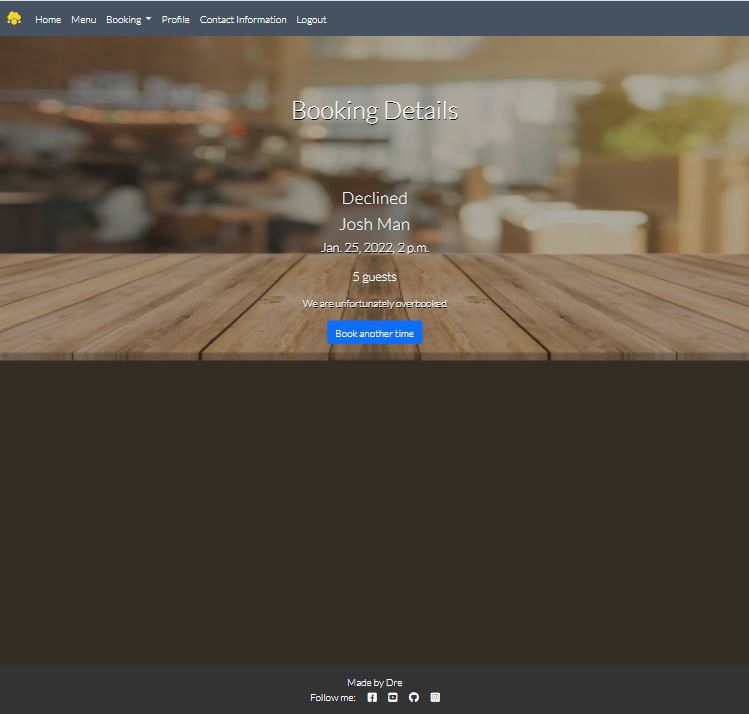 Home Menu Booking Profile Contact Information Logout
Booking Details
Declined
Josh Man
Jan. 25, 2022, 2 p.m.
5 guests
We are unfortunately overbooked
Book another time
Made by Dre
Follow me: